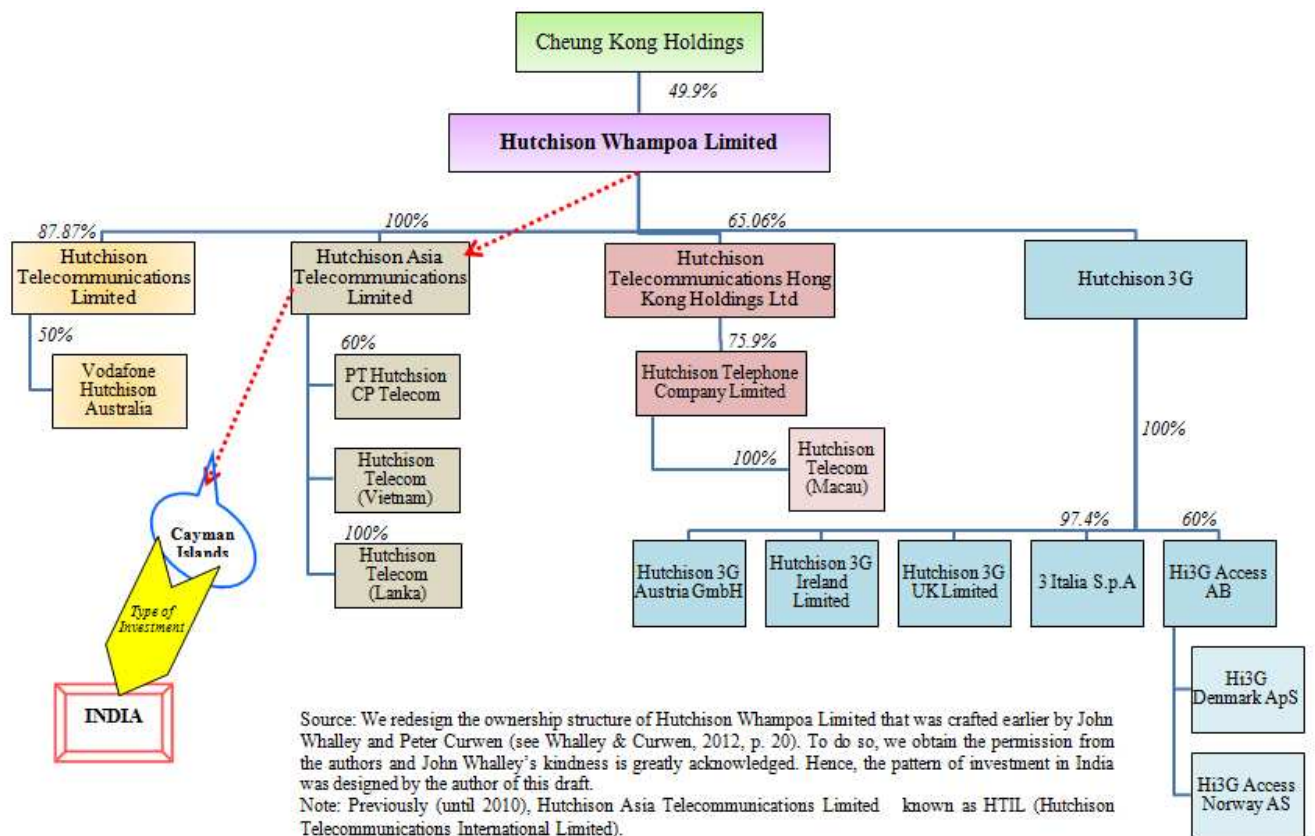 Cheung Kong Holdings
49.9%
Hutchison Whampoa Limited
87.87%
100%
65.06%
Hutchison
Telecommunications
Limited
Hutchison Asia
Telecommunications
Limited
Hutchison
Telecommunications Hong
Kong Holdings Ltd
Hutchison 3G
50%
Vodafone
Hutchison
Australia
60%
PT Hutchsion
CP Telecom
Hutchison
Telecom
(Vietnam)
100%
Hutchison
Telecom
(Lanka)
75.9%
Hutchison Telephone
Company Limited
100%
Hutchison
Telecom
(Macau)
100%
97.4%
60%
Hutchison 3G
Austria GmbH
Hutchison 3G
Ireland
Limited
Hutchison 3G
UK Limited
3 Italia S.p.A
Hi3G Access
AB
Hi3G
Denmark ApS
Hi3G Access
Norway AS
Cayman
Islands
Type of
Investment
INDIA
Source: We redesign the ownership structure of Hutchison Whampoa Limited that was crafted earlier by John
Whalley and Peter Curwen (see Whalley & Curwen, 2012, p. 20). To do so, we obtain the permission from
the authors and John Whalley's kindness is greatly acknowledged. Hence, the pattern of investment in India
was designed by the author of this draft.
Note: Previously (until 2010), Hutchison Asia Telecommunications Limited known as HTIL (Hutchison
Telecommunications International Limited).